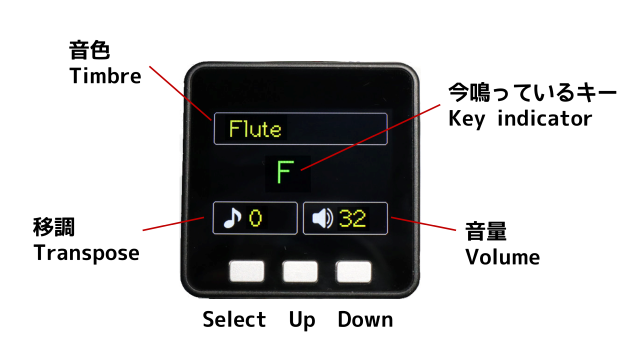 音色
Timbre
今鳴っているキー
Key indicator
Flute
F
移調
Transpose
0
32
音量
Volume
Select Up Down